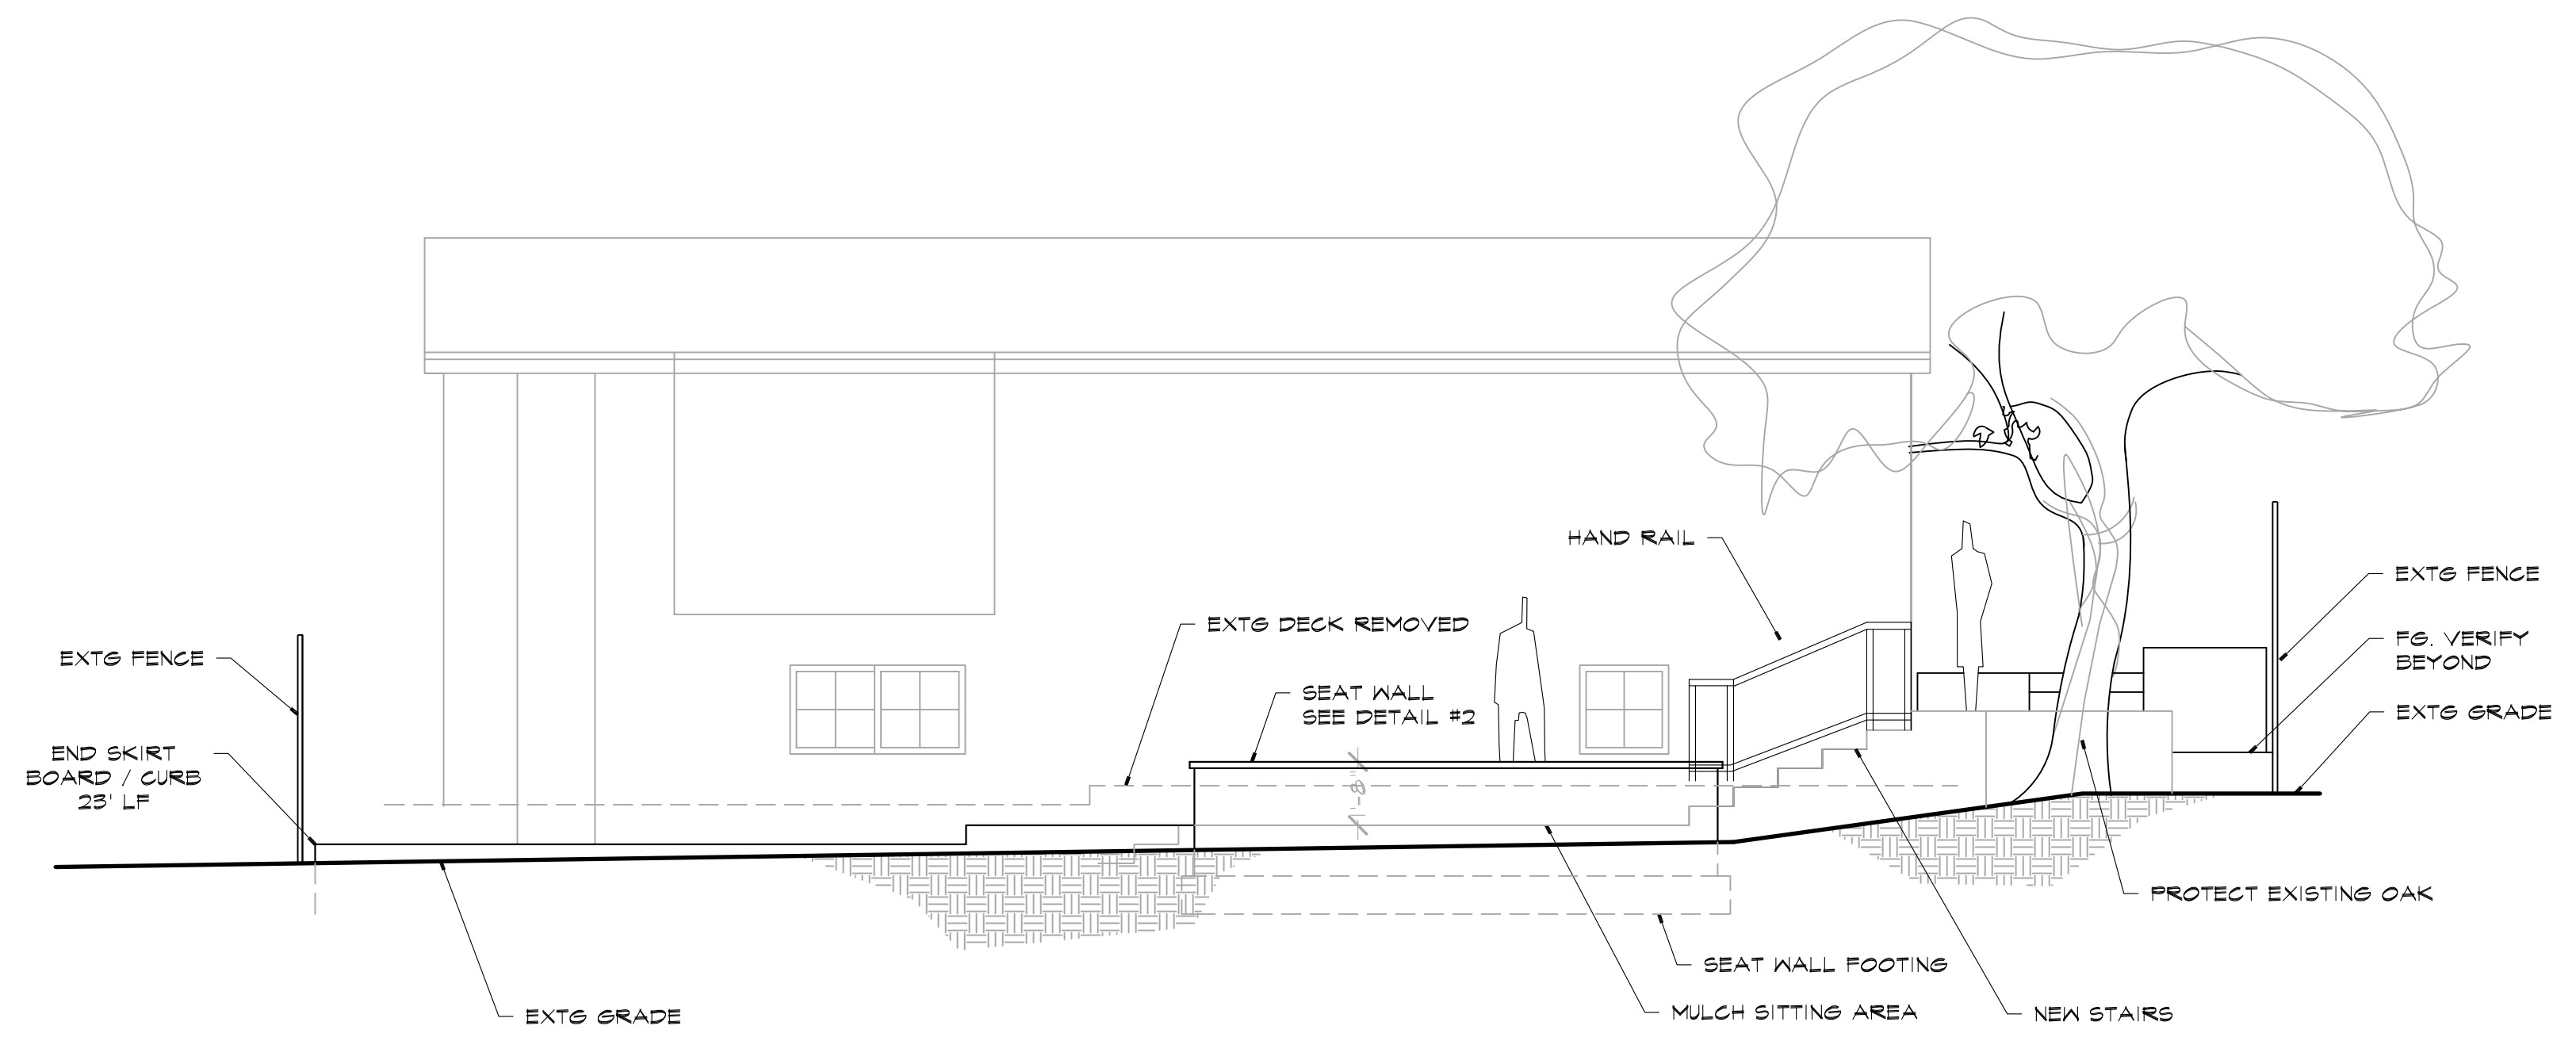 HAND RAIL
EXTG FENCE
EXTG DECK REMOVED
FG. VERIFY
BEYOND
EXTG FENCE
SEAT WALL
SEE DETAIL #2
EXTG GRADE
END SKIRT
BOARD / CURB
23' LF
1'-8"
PROTECT EXISTING OAK
SEAT WALL FOOTING
MULCH SITTING AREA
NEW STAIRS
EXTG GRADE